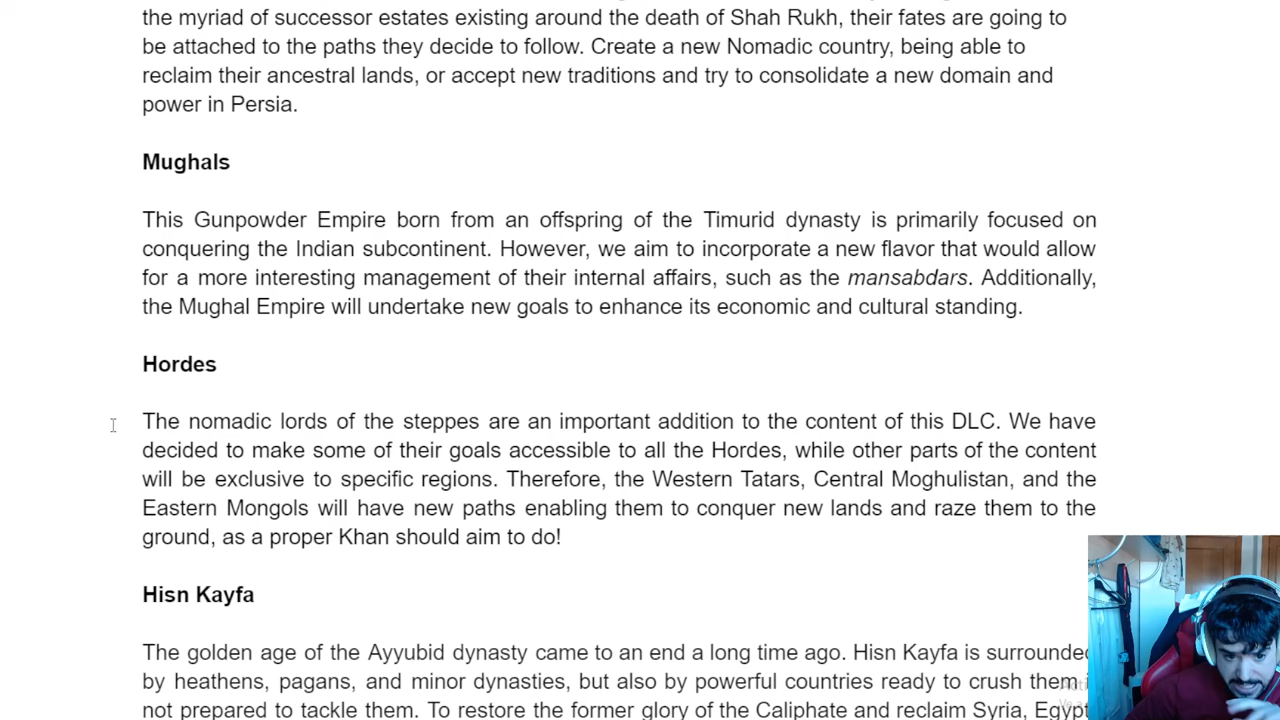 the myriad of successor estates existing around the death of Shah Rukh, their fates are going to
be attached to the paths they decide to follow. Create a new Nomadic country, being able to
reclaim their ancestral lands, or accept new traditions and try to consolidate a new domain and
power in Persia.
Mughals
This Gunpowder Empire born from an offspring of the Timurid dynasty is primarily focused on
conquering the Indian subcontinent. However, we aim to incorporate a new flavor that would allow
for a more interesting management of their internal affairs, such as the mansabdars. Additionally,
the Mughal Empire will undertake new goals to enhance its economic and cultural standing.
Hordes
The nomadic lords of the steppes are an important addition to the content of this DLC. We have
decided to make some of their goals accessible to all the Hordes, while other parts of the content
will be exclusive to specific regions. Therefore, the Western Tatars, Central Moghulistan, and the
Eastern Mongols will have new paths enabling them to conquer new lands and raze them to the
ground, as a proper Khan should aim to do!
Hisn Kayfa
The golden age of the Ayyubid dynasty came to an end a long time ago. Hisn Kayfa is surrounded
by heathens, pagans, and minor dynasties, but also by powerful countries ready to crush them
not prepared to tackle them. To restore the former glory of the Caliphate and reclaim Syria, Egypt